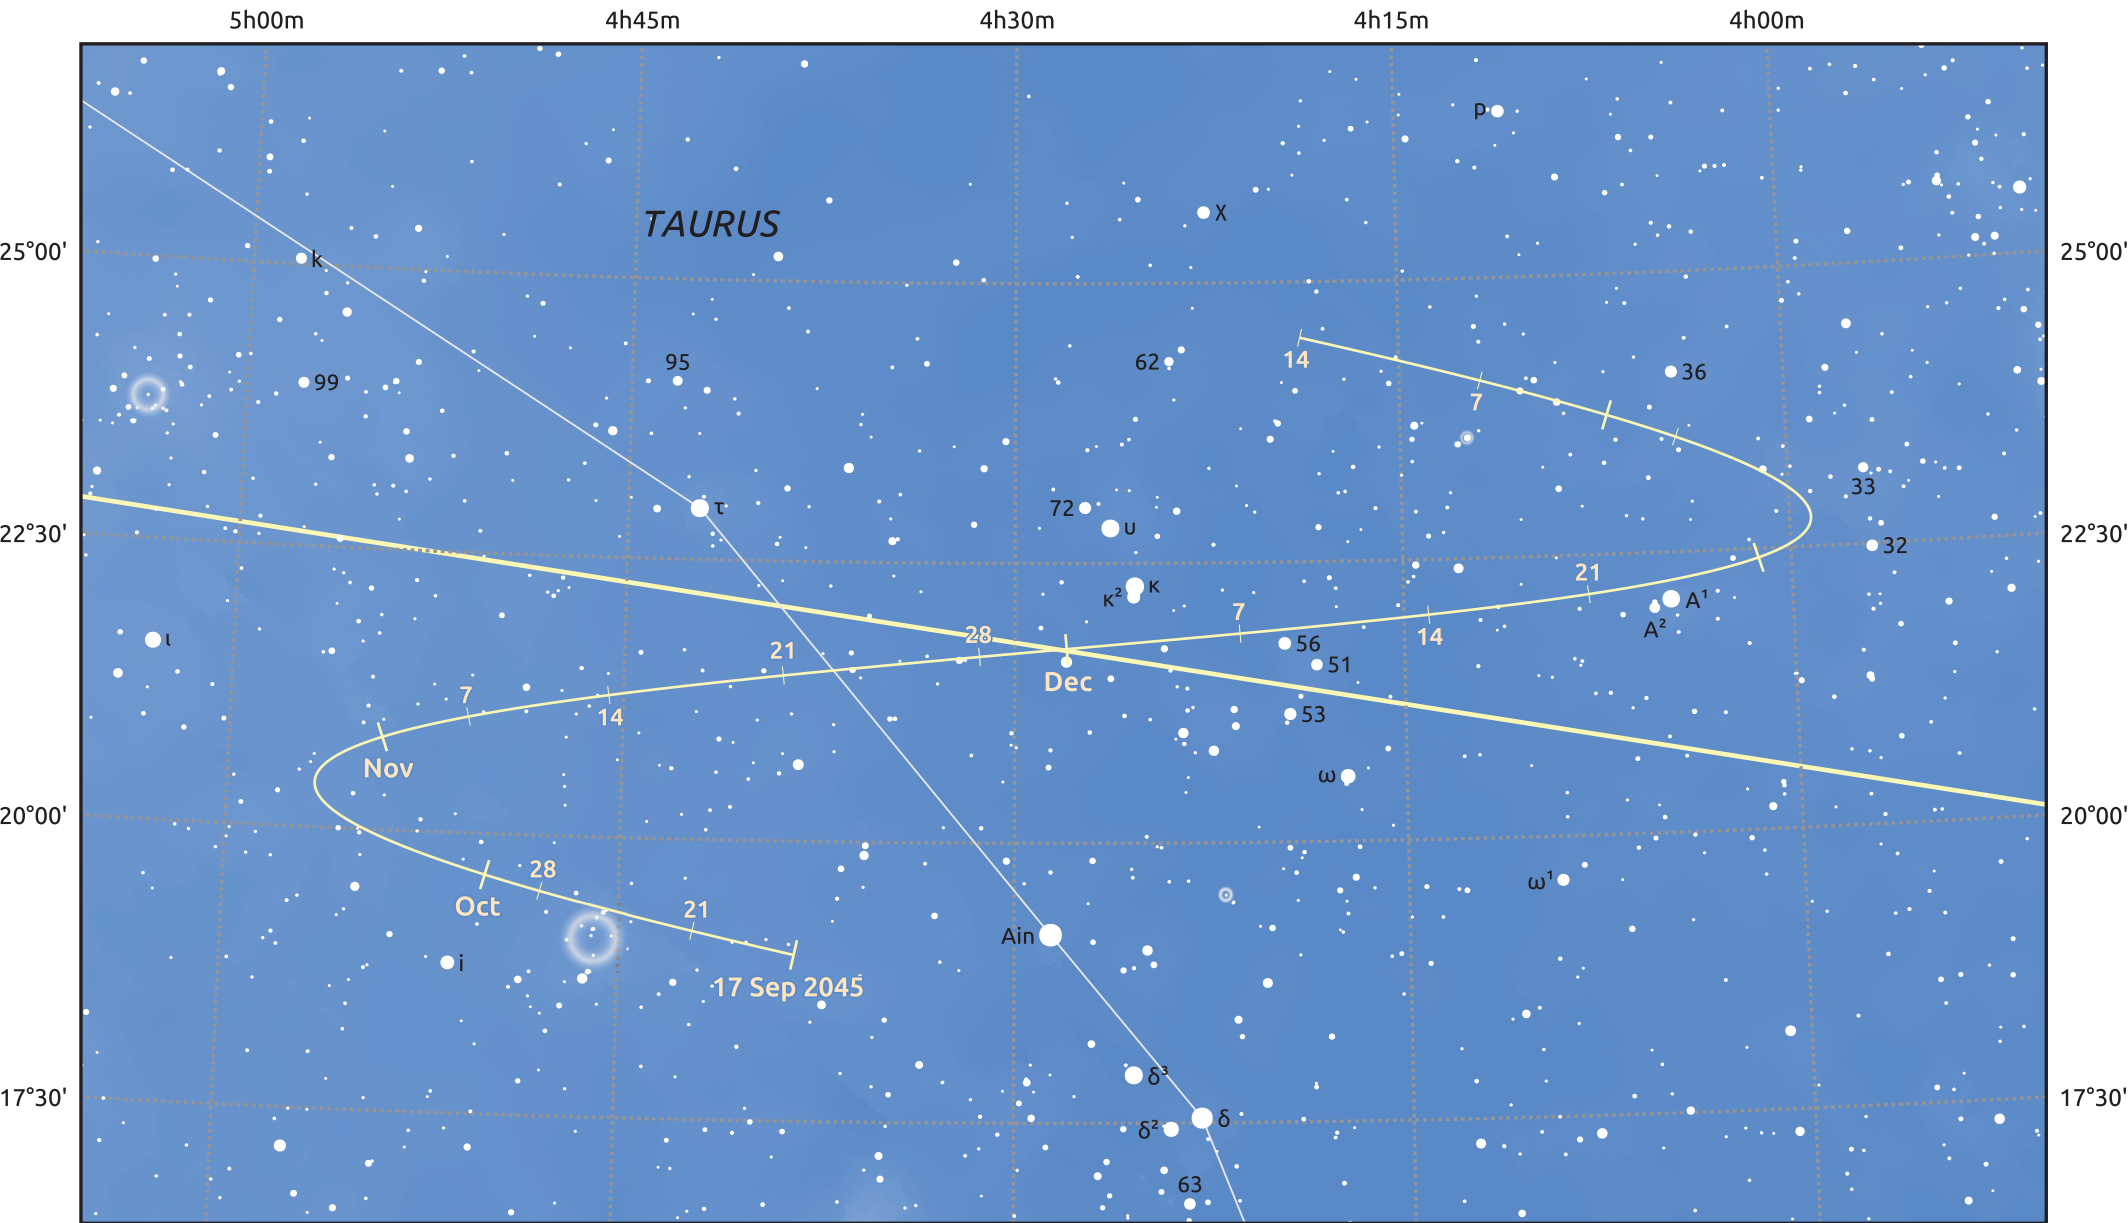 5h00m 4h45m 4h30m 4h15m 4h00m
p
TAURUS
χ
25°00' 25°00'
k
14
95 62 36
99
7
33
τ 72
υ
22°30' 22°30'
32
21
κ
κ² A¹
7
A²
ι 28 56 14
21 51
Dec
7
14 53
Nov
ω
20°00' 20°00'
28
ω¹
Oct 21
Ain
i
17 Sep 2045
δ³
17°30' 17°30'
δ
δ²
63